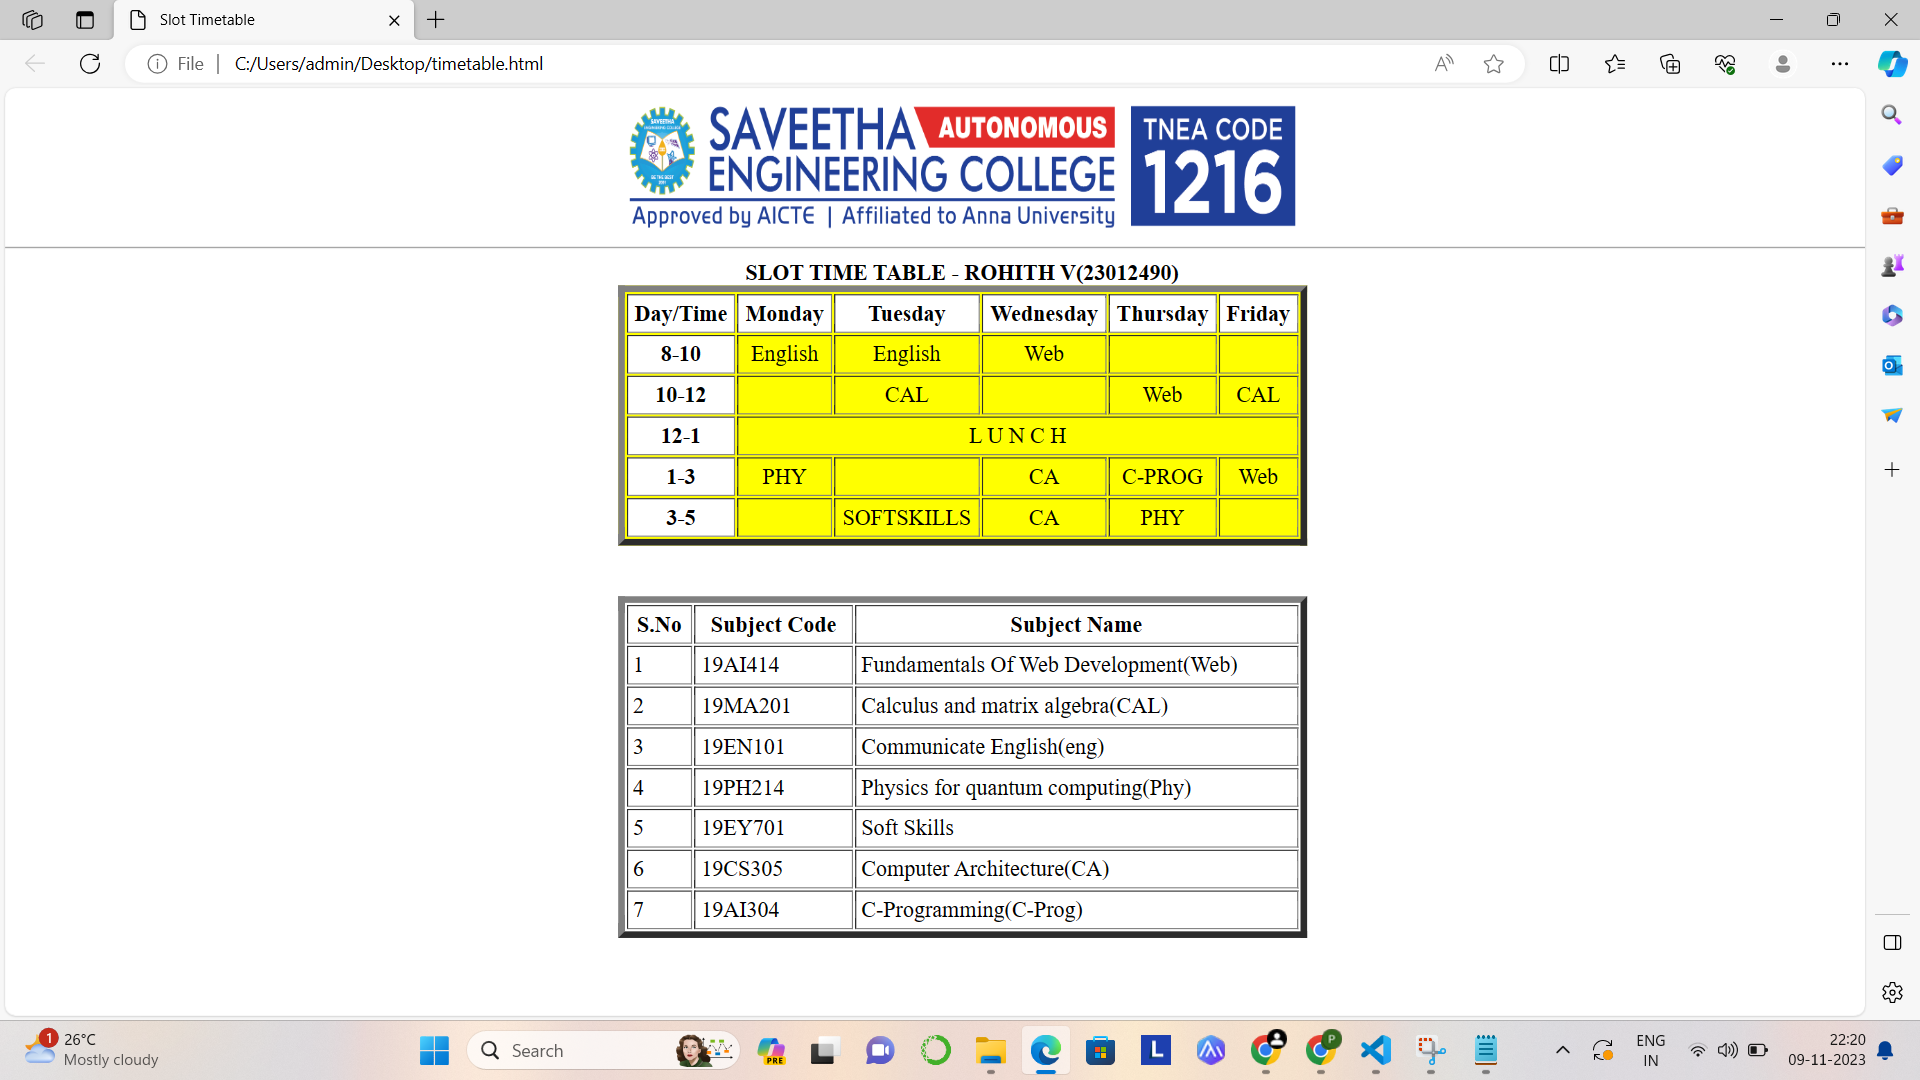 Slot Timetable
File C:/Users/admin/Desktop/timetable.html
SAVEETHA AUTONOMOUS
ENGINEERING COLLEGE
Approved by AICTE | Affiliated to Anna University
TNEA CODE
1216
SLOT TIME TABLE - ROHITH V(23012490)
Day/Time Monday Tuesday Wednesday Thursday Friday
8-10 English English Web
10-12 CAL Web CAL
12-1 L U N C H
1-3 PHY CA C-PROG Web
3-5 SOFTSKILLS CA PHY
S.No Subject Code Subject Name
1 19AI414 Fundamentals Of Web Development(Web)
2 19MA201 Calculus and matrix algebra(CAL)
3 19EN101 Communicate English(eng)
4 19PH214 Physics for quantum computing(Phy)
5 19EY701 Soft Skills
6 19CS305 Computer Architecture(CA)
7 19AI304 C-Programming(C-Prog)
1 26°C
Mostly cloudy
Search
PRE
L
P
ENG
IN
22:20
09-11-2023